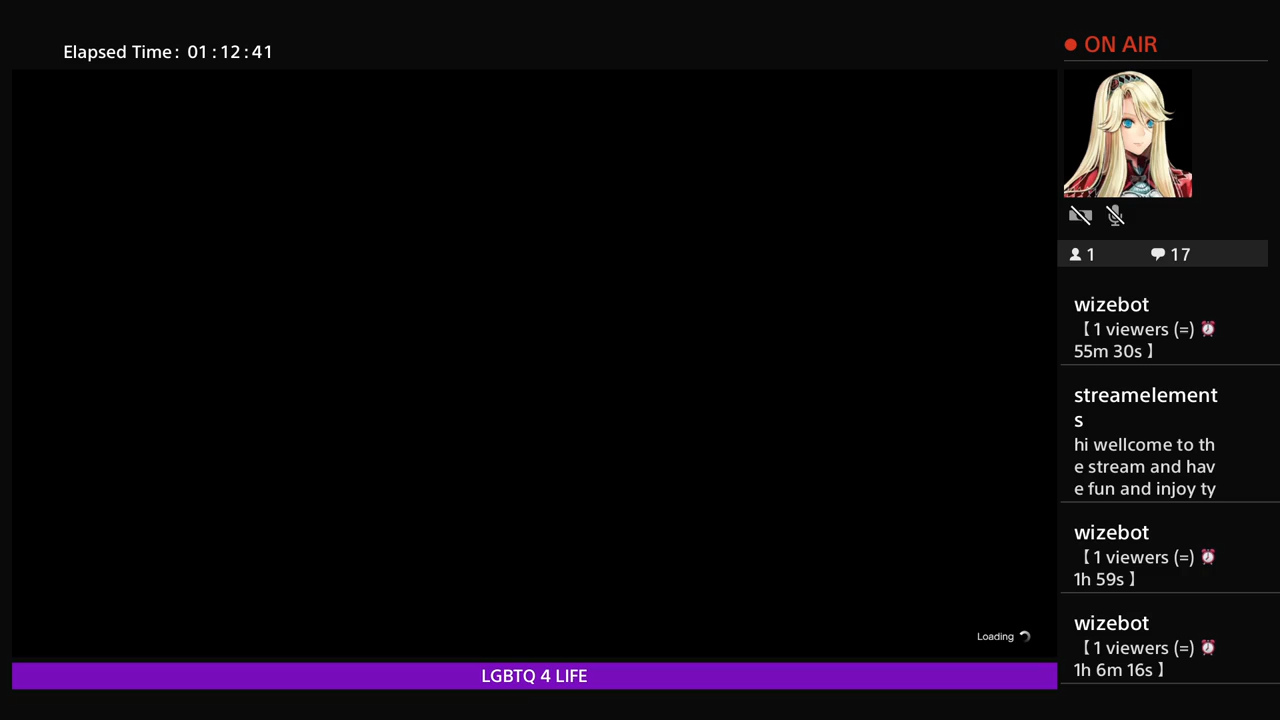 Elapsed Time: 01:12:41
ON AIR
1 17
wizebot
【1 viewers (=) ⏰
55m 30s】
streamelement
s
hi wellcome to th
e stream and hav
e fun and injoy ty
wizebot
【1 viewers (=) ⏰
1h 59s】
wizebot
【1 viewers (=) ⏰
1h 6m 16s】
Loading
LGBTQ 4 LIFE